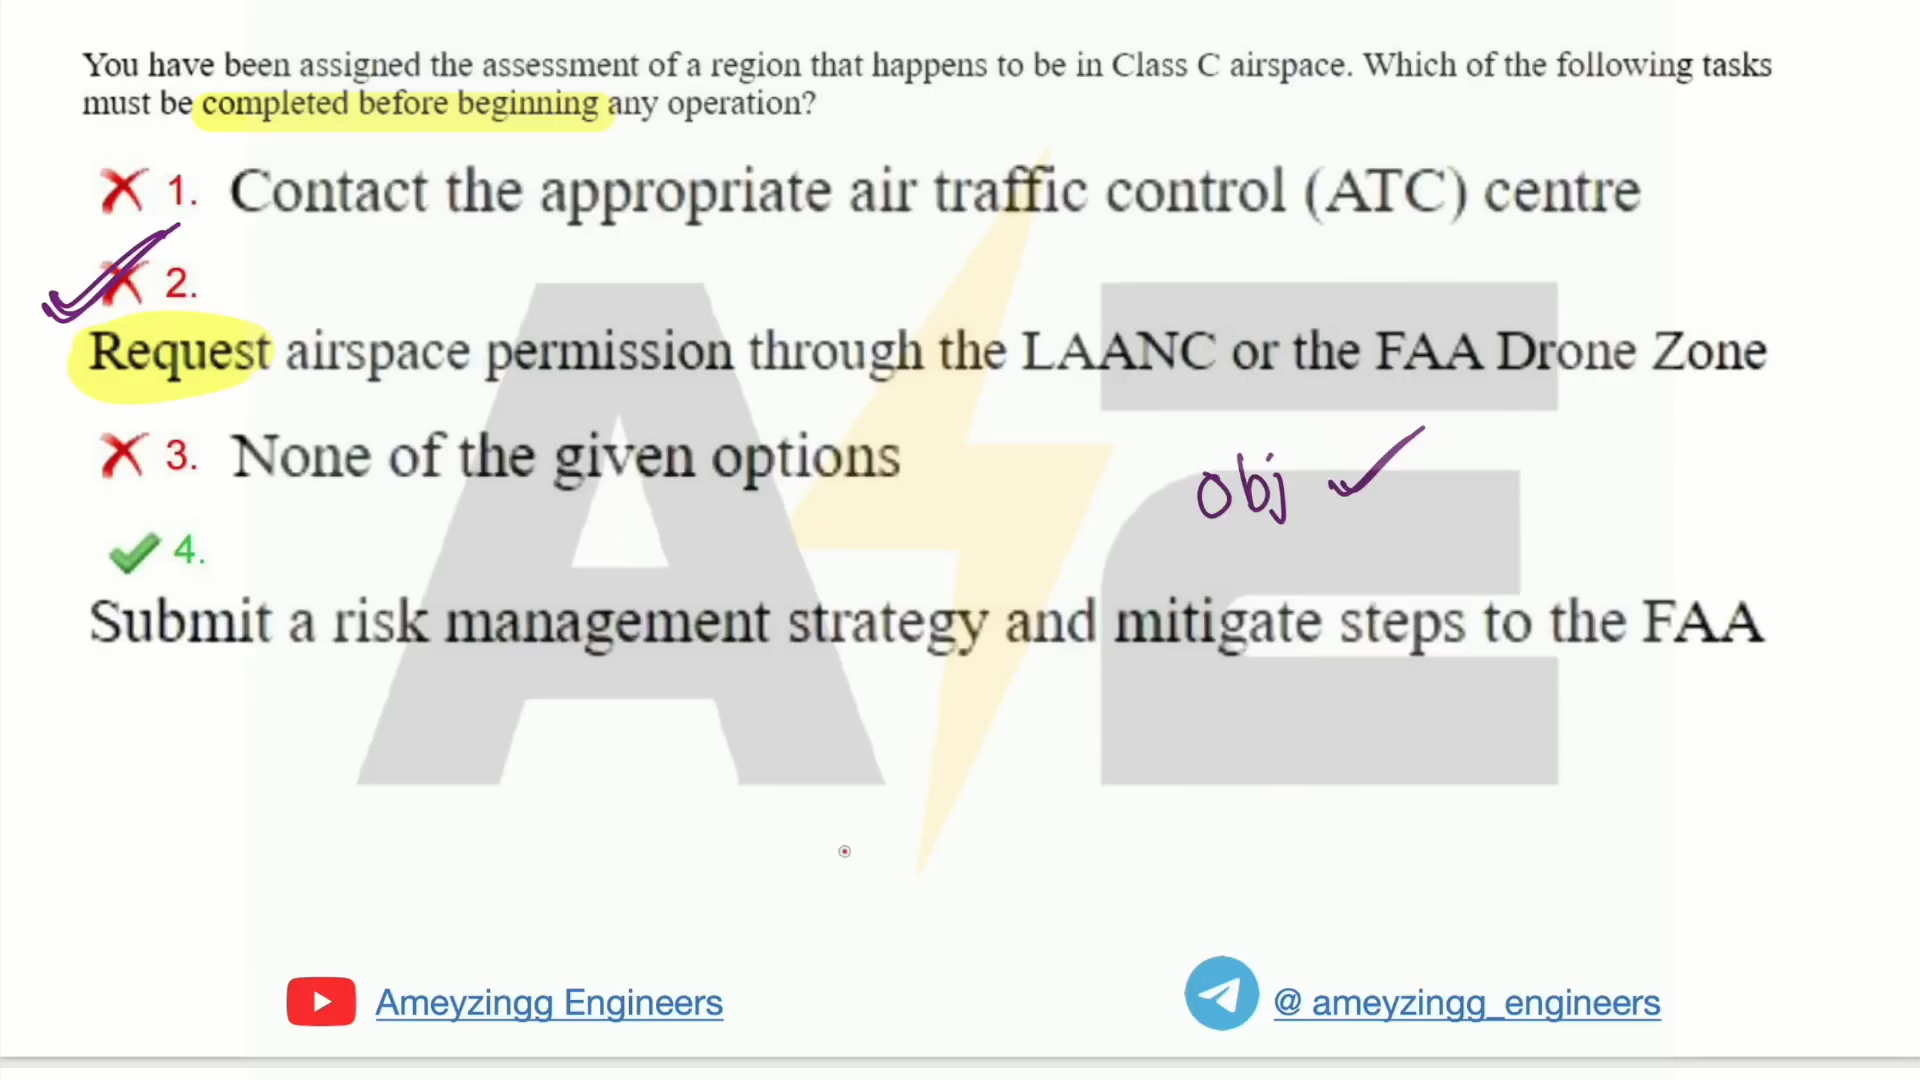 You have been assigned the assessment of a region that happens to be in Class C airspace. Which of the following tasks
must be completed before beginning any operation?
1. Contact the appropriate air traffic control (ATC) centre
2.
Request airspace permission through the LAANC or the FAA Drone Zone
3. None of the given options
obj
4.
Submit a risk management strategy and mitigate steps to the FAA
A E
Ameyzingg Engineers
@ ameyzingg_engineers